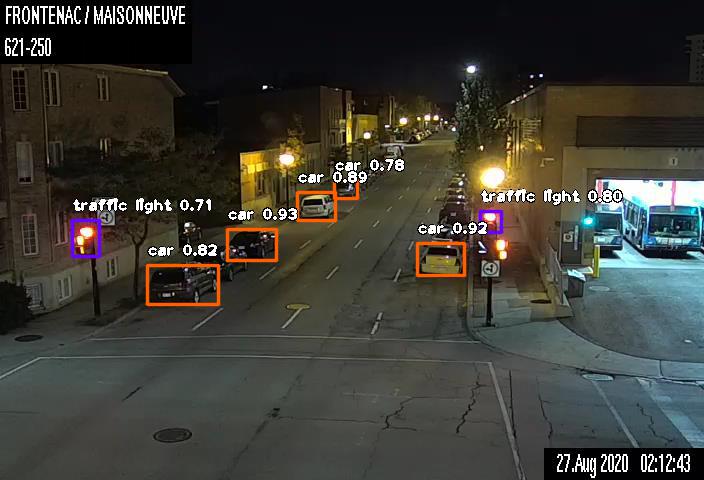 FRONTENAC / MAISONNEUVE
621-250
car 0.78
car 0.89
traffic light 0.80
traffic light 0.71
car 0.93
car 0.92
car 0.82
27.Aug 2020 02:12:43